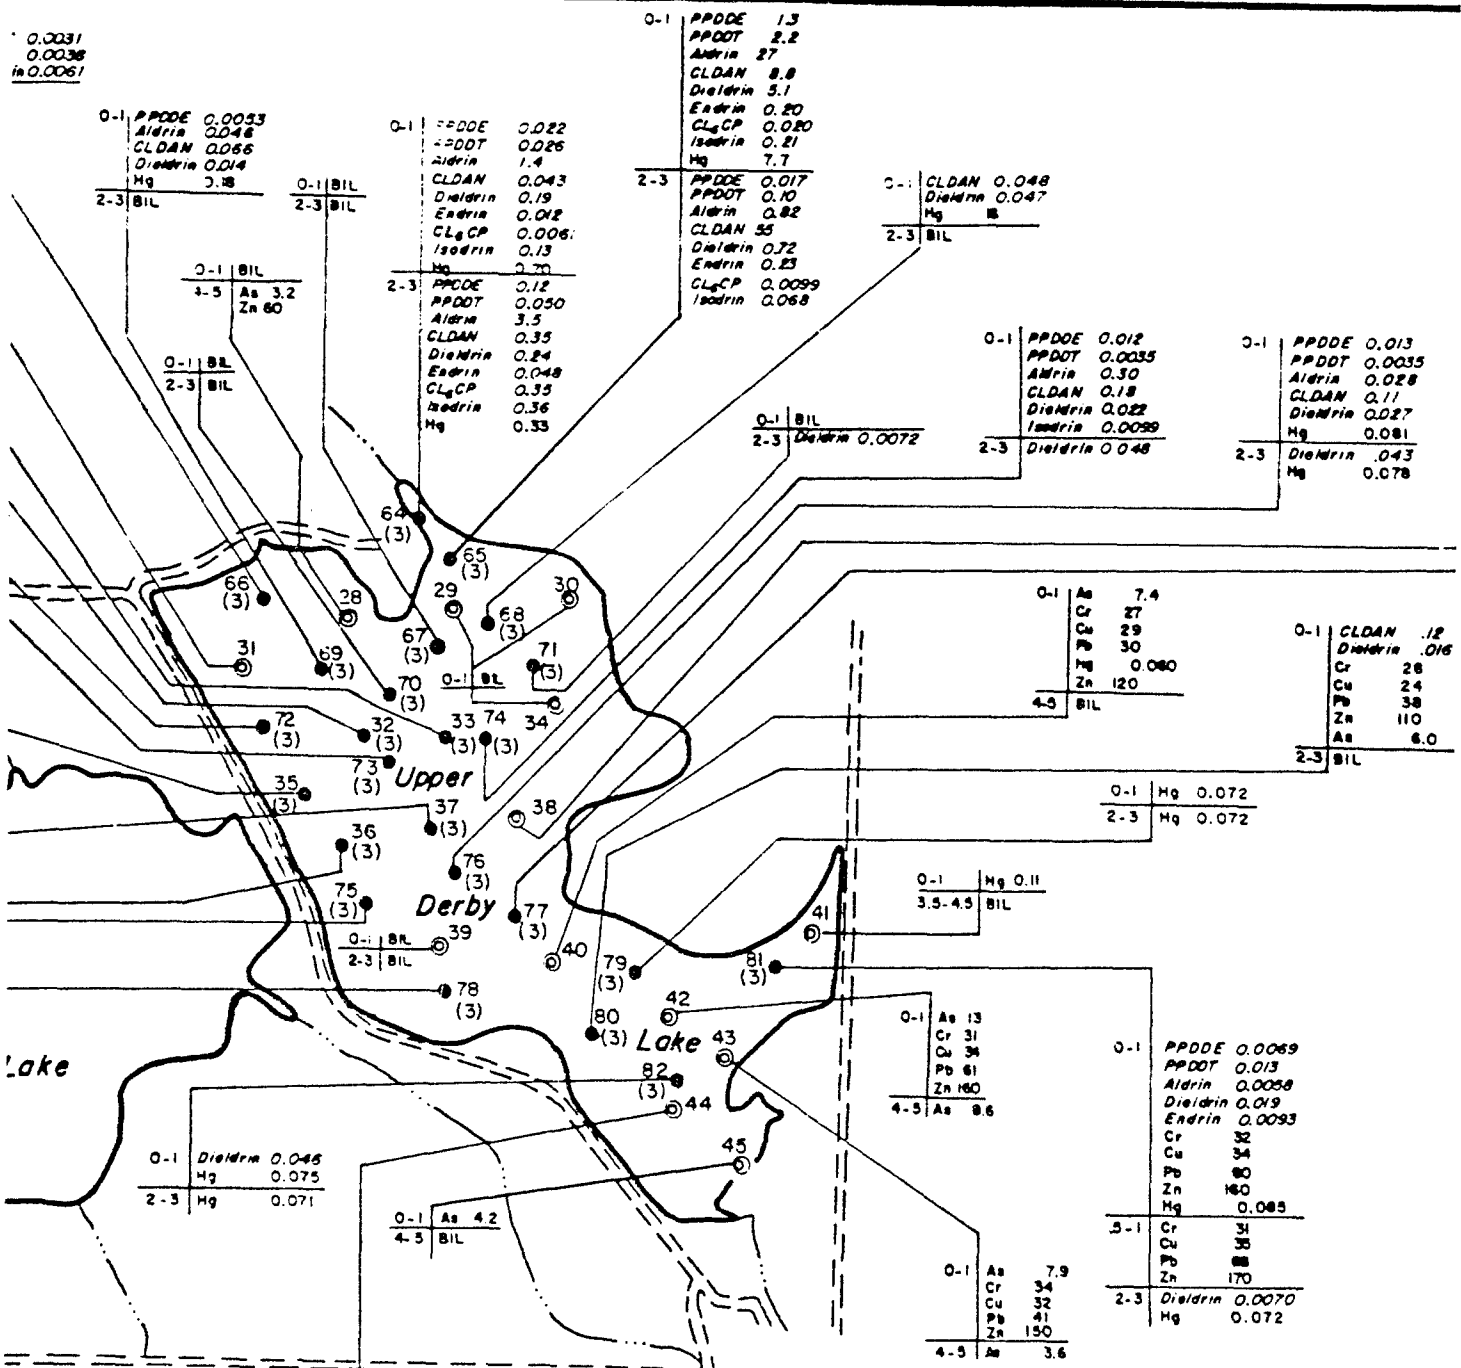 0.0031
0.0036
in 0.0061
0-1 PPDDE 0.0053
Aldrin 0.046
CLDAN 0.066
Dieldrin 0.014
Hg 0.18
2-3 BIL
0-1 BIL
2-3 BIL
0-1 BIL
4-5 As 3.2
Zn 60
0-1 BIL
2-3 BIL
0-1 PPDDE 0.022
PPDDT 0.026
Aldrin 1.4
CLDAN 0.043
Dieldrin 0.19
Endrin 0.012
CL6CP 0.006
Isodrin 0.13
Hg 0.70
2-3 PPDDE 0.12
PPDDT 0.050
Aldrin 3.5
CLDAN 0.35
Dieldrin 0.24
Endrin 0.048
CL6CP 0.35
Isodrin 0.36
Hg 0.33
0-1 PPDDE 13
PPDDT 2.2
Aldrin 27
CLDAN 8.8
Dieldrin 5.1
Endrin 0.20
CL6CP 0.020
Isodrin 0.21
Hg 7.7
2-3 PPDDE 0.017
PPDDT 0.10
Aldrin 0.82
CLDAN 55
Dieldrin 0.72
Endrin 0.23
CL6CP 0.0099
Isodrin 0.068
0-1 CLDAN 0.048
Dieldrin 0.047
Hg
2-3 BIL
0-1 BIL
2-3 Dieldrin 0.0072
0-1 PPDDE 0.012
PPDDT 0.0035
Aldrin 0.30
CLDAN 0.18
Dieldrin 0.022
Isodrin 0.0099
2-3 Dieldrin 0 048
0-1 PPDDE 0.013
PPDDT 0.0035
Aldrin 0.028
CLDAN 0.11
Dieldrin 0.027
Hg 0.081
2-3 Dieldrin .043
Hg 0.078
64
(3)
65
(3)
66
(3)
28
29
30
68
(3)
67
(3)
31
69
(3)
71
(3)
0-1 BIL
70
(3)
34
72
(3)
32
(3)
33
(3)
74
(3)
73
(3)
Upper
35
(3)
37
(3)
38
36
(3)
76
(3)
75
(3)
Derby
77
(3)
41
0-1 BIL
2-3 BIL
39
40
79
(3)
81
(3)
78
(3)
42
80
(3)
Lake
43
82
(3)
44
45
Lake
0-1 As 7.4
Cr 27
Cu 29
Pb 30
Hg 0.060
Zn 120
4-5 BIL
0-1 CLDAN .12
Dieldrin .016
Cr 26
Cu 24
Pb 38
Zn 110
As 6.0
2-3 BIL
0-1 Hg 0.072
2-3 Hg 0.072
0-1 Hg 0.11
3.5-4.5 BIL
0-1 As 13
Cr 31
Cu 34
Pb 61
Zn 160
4-5 As 8.6
0-1 PPDDE 0.0069
PPDDT 0.013
Aldrin 0.0058
Dieldrin 0.019
Endrin 0.0093
Cr 32
Cu 34
Pb 80
Zn 160
Hg 0.085
.5-1 Cr 31
Cu 35
Pb
Zn 170
2-3 Dieldrin 0.0070
Hg 0.072
0-1 Dieldrin 0.046
Hg 0.075
2-3 Hg 0.071
0-1 As 4.2
4-5 BIL
0-1 As 7.9
Cr 34
Cu 32
Pb 41
Zn 150
4-5 As 3.6